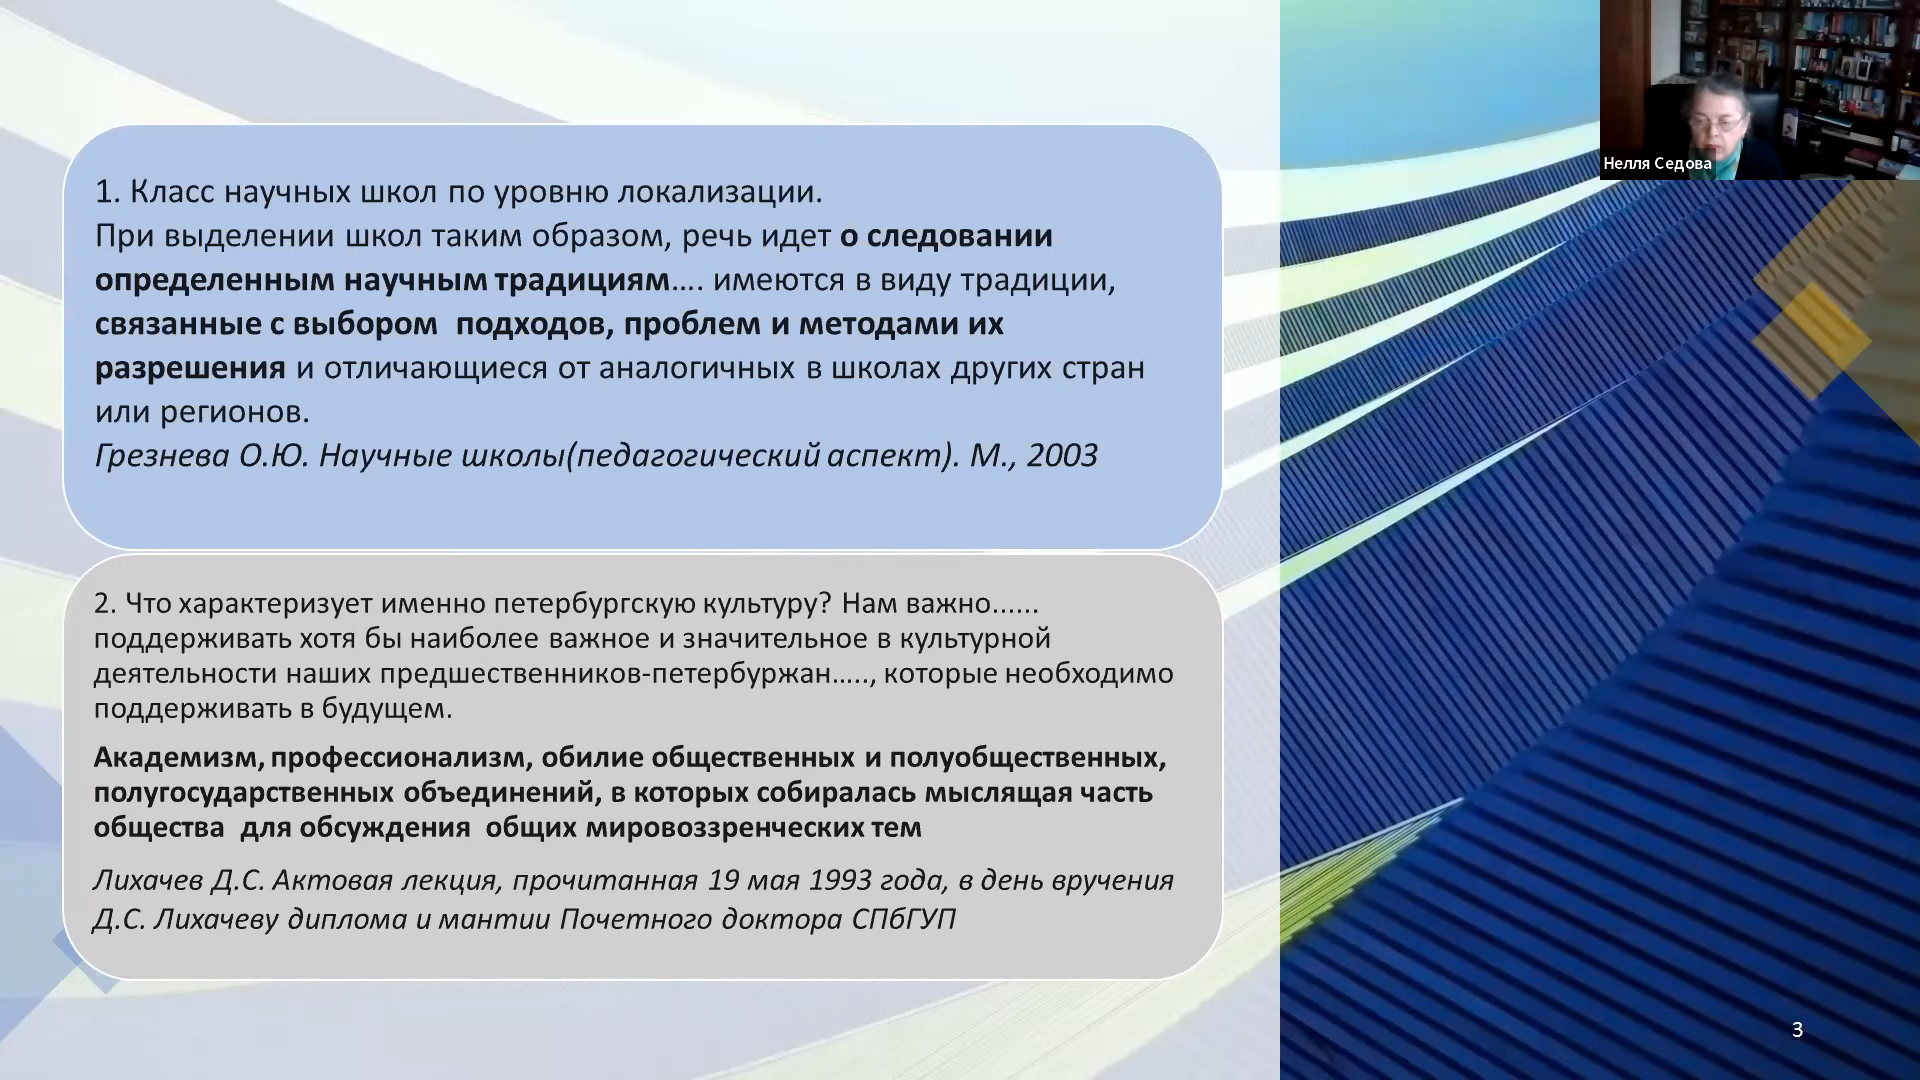 Нелля Седова
1. Класс научных школ по уровню локализации.
При выделении школ таким образом, речь идет о следовании
определенным научным традициям.... имеются в виду традиции,
связанные с выбором подходов, проблем и методами их
разрешения и отличающиеся от аналогичных в школах других стран
или регионов.
Грезнева О.Ю. Научные школы(педагогический аспект). М., 2003
2. Что характеризует именно петербургскую культуру? Нам важно......
поддерживать хотя бы наиболее важное и значительное в культурной
деятельности наших предшественников-петербуржан....., которые необходимо
поддерживать в будущем.
Академизм, профессионализм, обилие общественных и полуобщественных,
полугосударственных объединений, в которых собиралась мыслящая часть
общества для обсуждения общих мировоззренческих тем
Лихачев Д.С. Актовая лекция, прочитанная 19 мая 1993 года, в день вручения
Д.С. Лихачеву диплома и мантии Почетного доктора СПбГУП
3